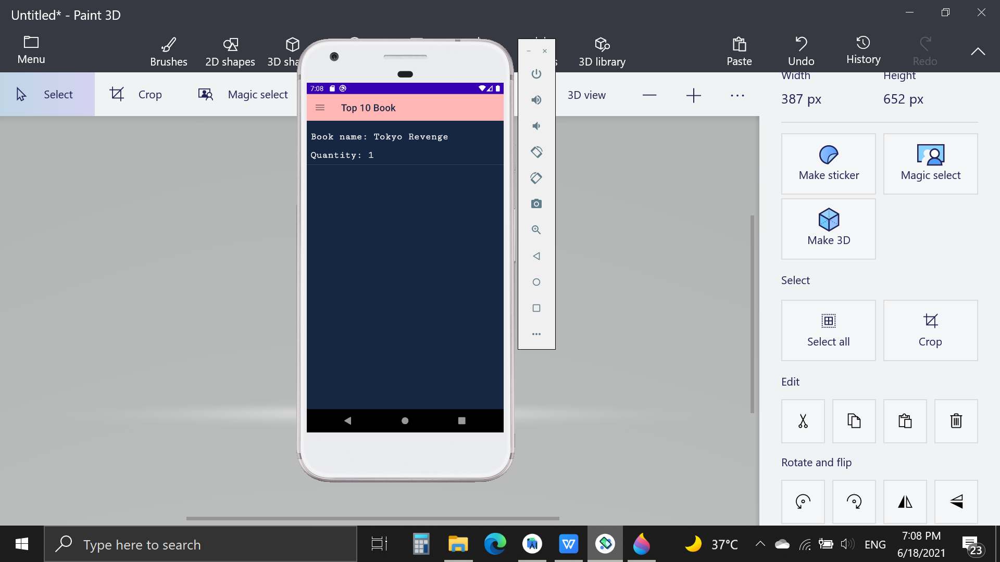 Untitled* - Paint 3D
Menu
Brushes
2D shapes
3D sha
3D library
Paste
Undo
History
Redo
Select
Crop
Magic select
3D view
Width
Height
387 px
652 px
7:08
Top 10 Book
Book name: Tokyo Revenge
Quantity: 1
Make sticker
Magic select
Make 3D
Select
Select all
Crop
Edit
Rotate and flip
Type here to search
37°C
ENG
7:08 PM
6/18/2021
23